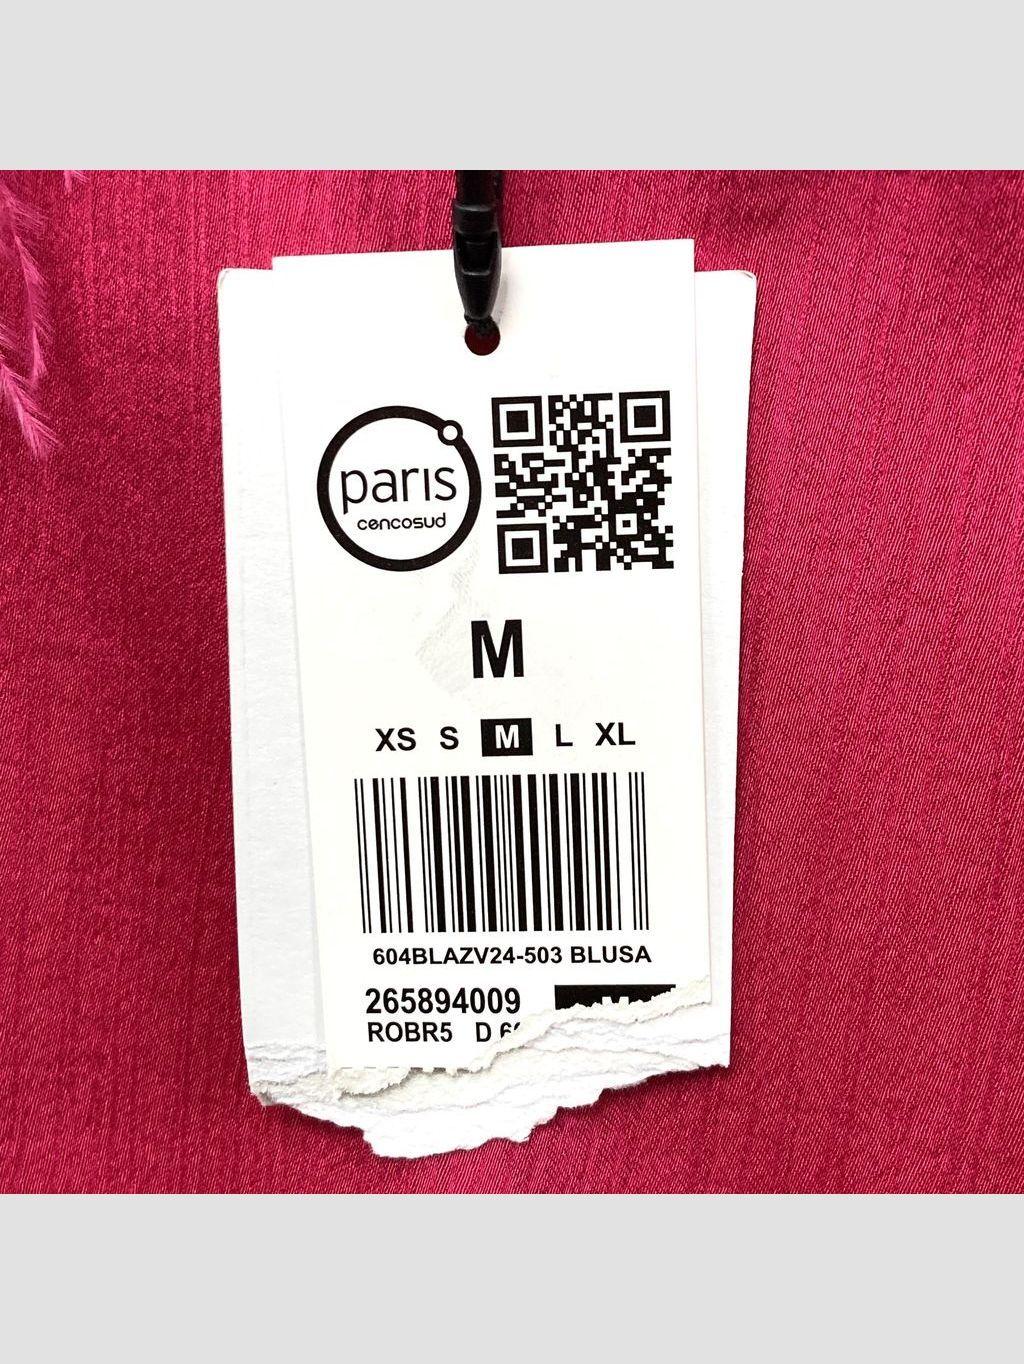 paris
cencosud
M
XS S M L XL
604BLAZV24-503 BLUSA
265894009
ROBR5 D